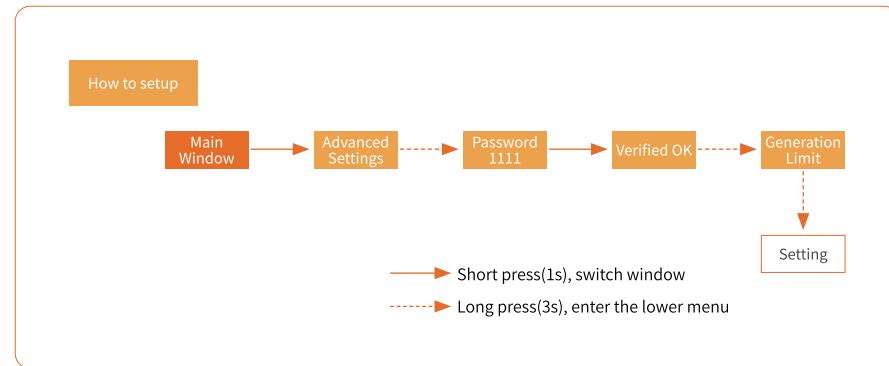 How to setup
Main
Window
Advanced
Settings
Password
1111
Verified OK
Generation
Limit
Setting
Short press(1s), switch window
Long press(3s), enter the lower menu